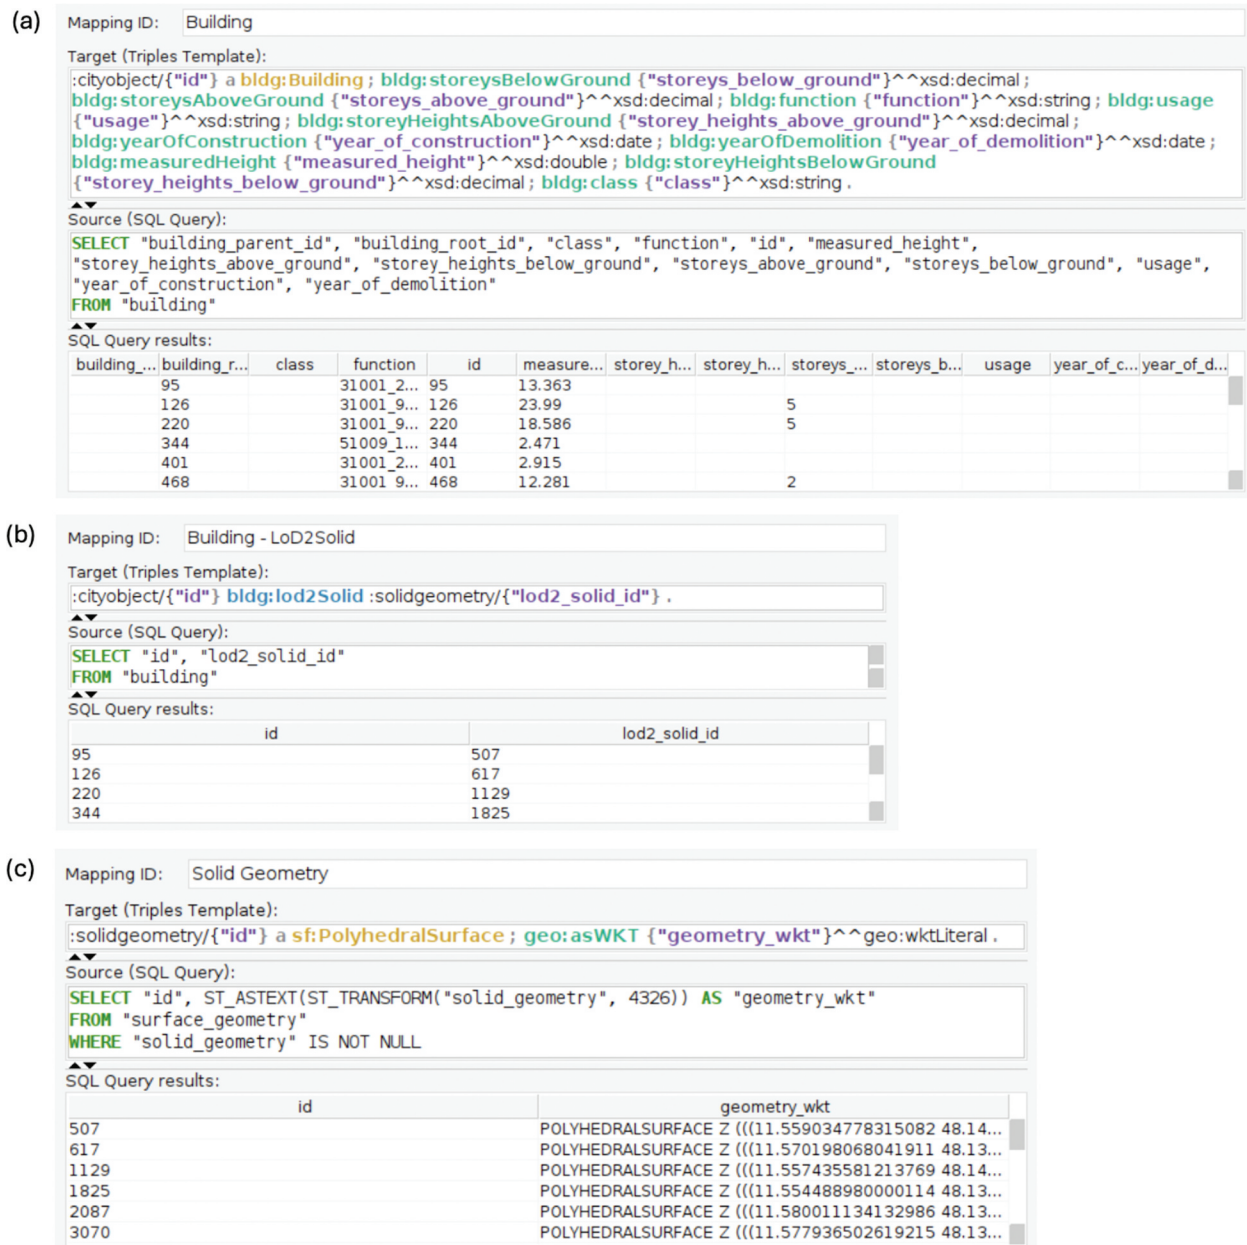 (a)
Mapping ID: Building
Target (Triples Template):
:cityobject/{"id"} a bldg:Building ; bldg:storeysBelowGround {"storeys_below_ground"}^^xsd:decimal ;
bldg:storeysAboveGround {"storeys_above_ground"}^^xsd:decimal ; bldg:function {"function"}^^xsd:string ; bldg:usage
{"usage"}^^xsd:string ; bldg:storeyHeightsAboveGround {"storey_heights_above_ground"}^^xsd:decimal ;
bldg:yearOfConstruction {"year_of_construction"}^^xsd:date ; bldg:yearOfDemolition {"year_of_demolition"}^^xsd:date ;
bldg:measuredHeight {"measured_height"}^^xsd:double ; bldg:storeyHeightsBelowGround
{"storey_heights_below_ground"}^^xsd:decimal ; bldg:class {"class"}^^xsd:string .
Source (SQL Query):
SELECT "building_parent_id", "building_root_id", "class", "function", "id", "measured_height",
"storey_heights_above_ground", "storey_heights_below_ground", "storeys_above_ground", "storeys_below_ground", "usage",
"year_of_construction", "year_of_demolition"
FROM "building"
SQL Query results:
building_... building_r... class function id measure... storey_h... storey_h... storeys_... storeys_b... usage year_of_c... year_of_d...
95 31001_2... 95 13.363
126 31001_9... 126 23.99 5
220 31001_9... 220 18.586 5
344 51009_1... 344 2.471
401 31001_2... 401 2.915
468 31001_9... 468 12.281 2
(b)
Mapping ID: Building - LoD2Solid
Target (Triples Template):
:cityobject/{"id"} bldg:lod2Solid :solidgeometry/{"lod2_solid_id"} .
Source (SQL Query):
SELECT "id", "lod2_solid_id"
FROM "building"
SQL Query results:
id lod2_solid_id
95 507
126 617
220 1129
344 1825
(c)
Mapping ID: Solid Geometry
Target (Triples Template):
:solidgeometry/{"id"} a sf:PolyhedralSurface ; geo:asWKT {"geometry_wkt"}^^geo:wktLiteral .
Source (SQL Query):
SELECT "id", ST_ASTEXT(ST_TRANSFORM("solid_geometry", 4326)) AS "geometry_wkt"
FROM "surface_geometry"
WHERE "solid_geometry" IS NOT NULL
SQL Query results:
id geometry_wkt
507 POLYHEDRALSURFACE Z (((11.559034778315082 48.14...
617 POLYHEDRALSURFACE Z (((11.570198068041911 48.13...
1129 POLYHEDRALSURFACE Z (((11.557435581213769 48.14...
1825 POLYHEDRALSURFACE Z (((11.554488980000114 48.13...
2087 POLYHEDRALSURFACE Z (((11.580011134132986 48.13...
3070 POLYHEDRALSURFACE Z (((11.577936502619215 48.13...